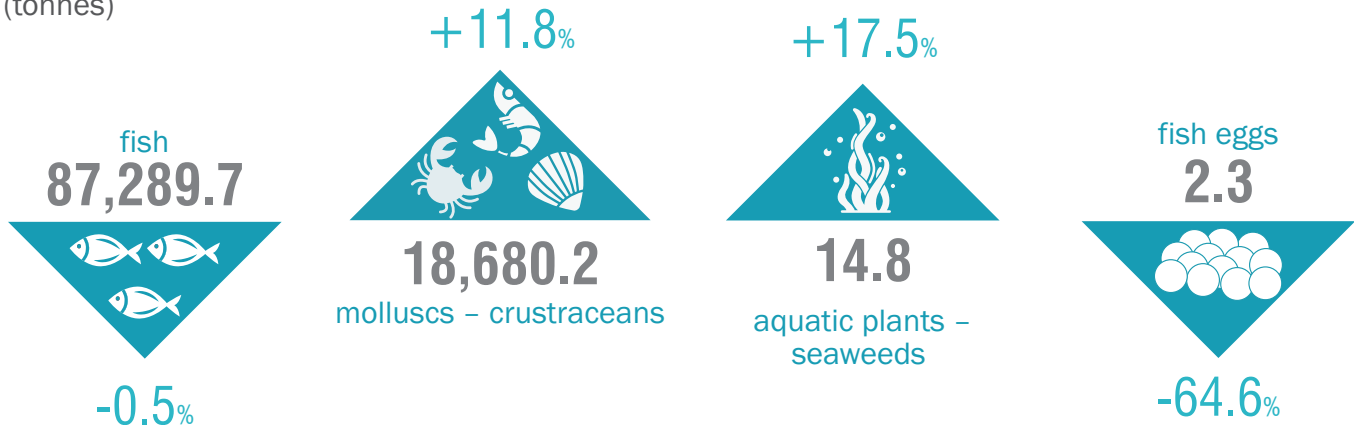 (tonnes)
fish
87,289.7
-0.5%
+11.8%
18,680.2
molluscs – crustraceans
+17.5%
14.8
aquatic plants –
seaweeds
fish eggs
2.3
-64.6%